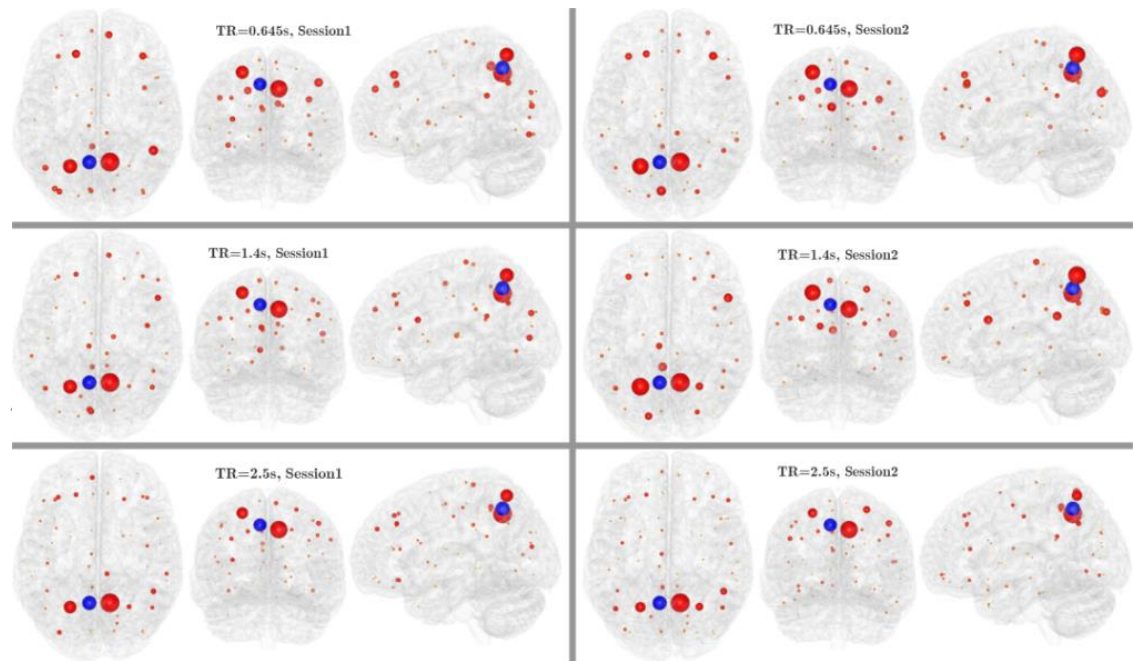 TR=0.645s, Session1
TR=0.645s, Session2
TR=1.4s, Session1
TR=1.4s, Session2
TR=2.5s, Session1
TR=2.5s, Session2